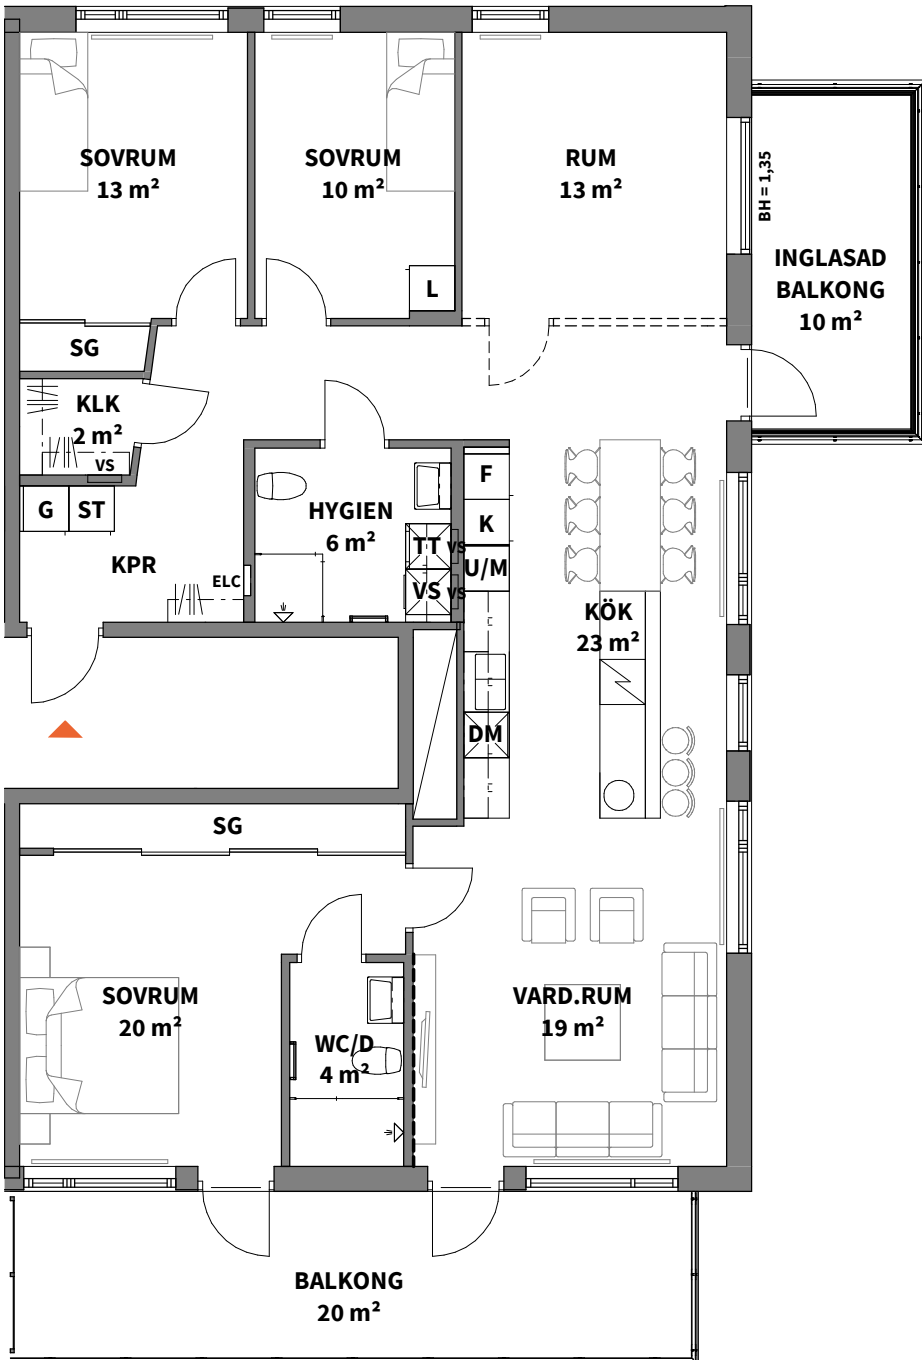 SOVRUM
13 m²
SOVRUM
10 m²
RUM
13 m²
BH = 1,35
INGLASAD
BALKONG
10 m²
L
SG
KLK
2 m²
VS
G
ST
KPR
ELC
HYGIEN
6 m²
TT
VS
VS
VS
F
K
U/M
DM
KÖK
23 m²
SG
SOVRUM
20 m²
WC/D
4 m²
VARD.RUM
19 m²
BALKONG
20 m²